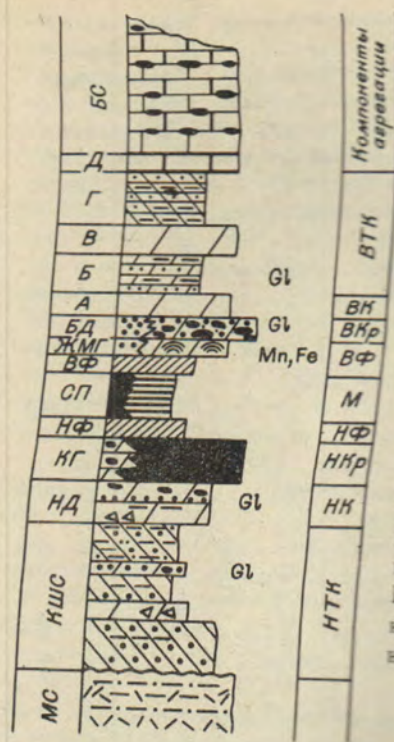 Компоненты
агрегации
БС
Д
Г
В
Б
А
БД
ЖМГ
ВФ
СП
НФ
КГ
НД
КШС
МС
Gl
Gl
Mn, Fe
Gl
Gl
ВТК
ВК
ВКр
ВФ
М
НФ
НКр
НК
НТК